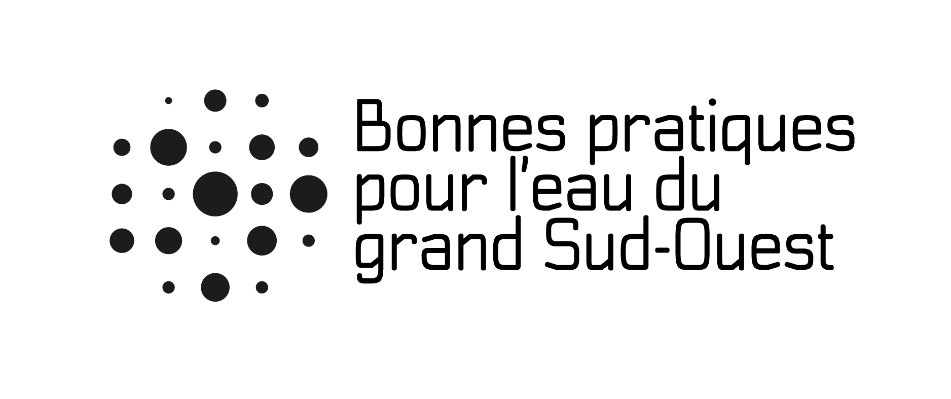 Bonnes pratiques
pour l'eau du
grand Sud-Ouest